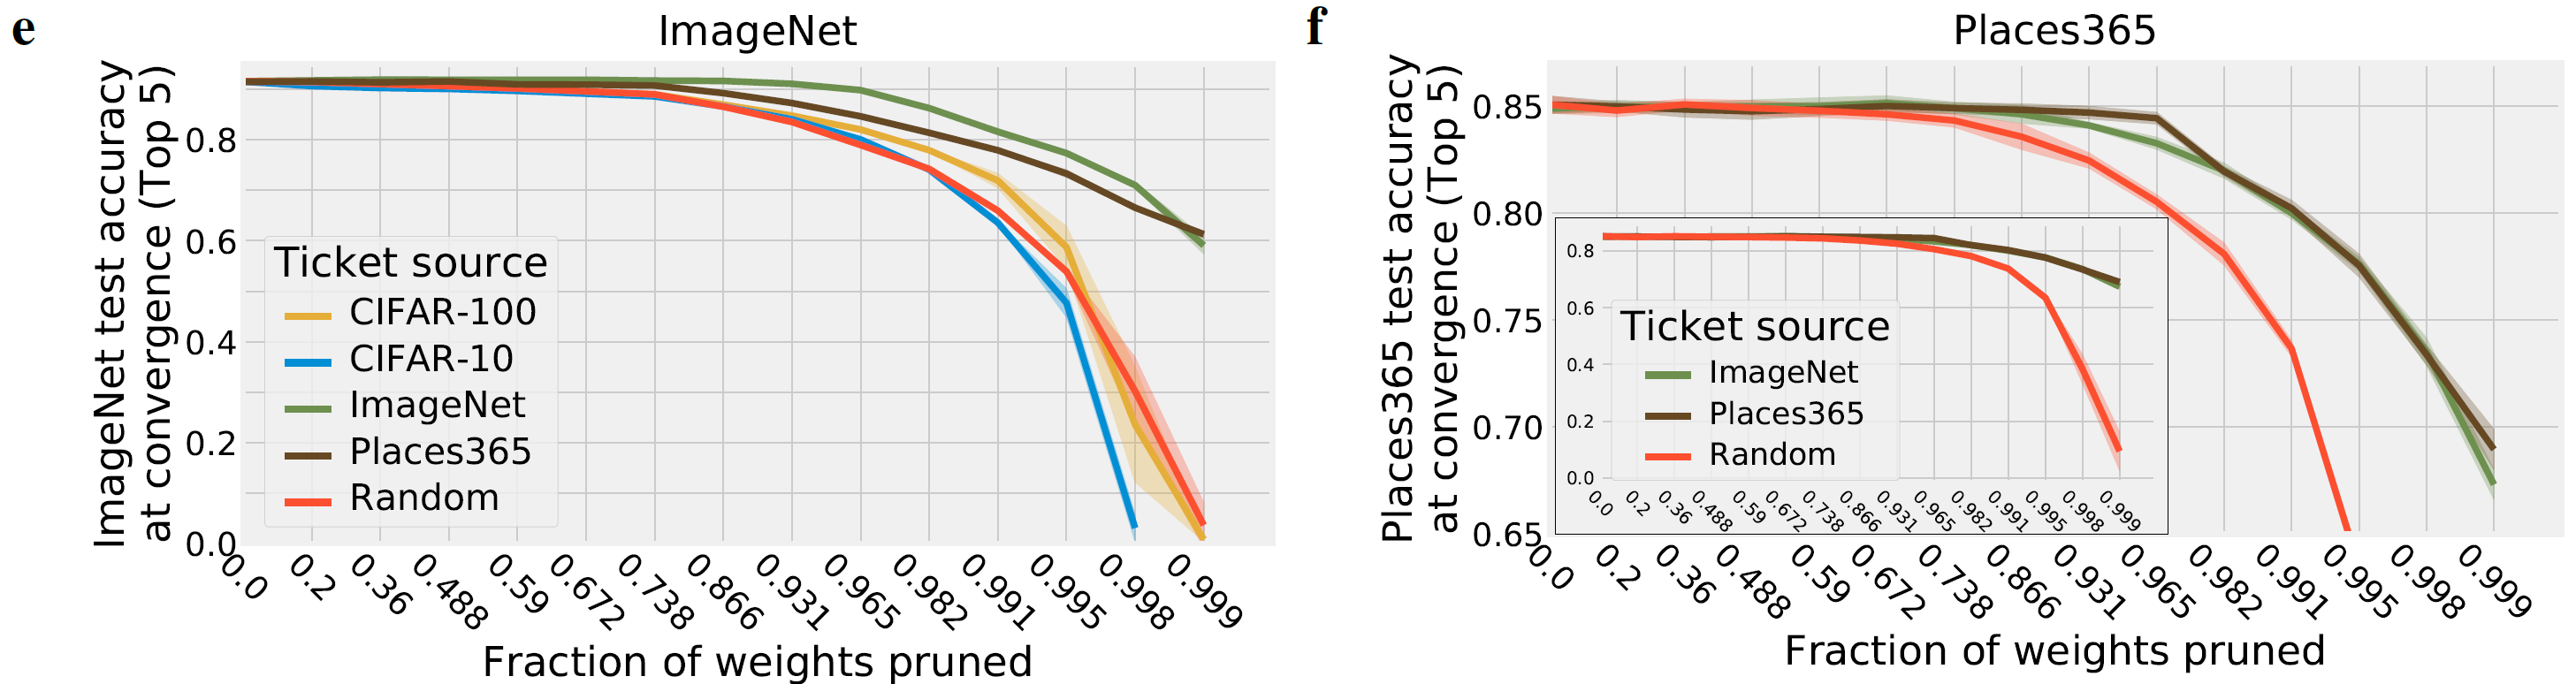 e
ImageNet
ImageNet test accuracy
at convergence (Top 5)
0.8
0.6
0.4
0.2
0.0
Ticket source
CIFAR-100
CIFAR-10
ImageNet
Places365
Random
0.0 0.2 0.36 0.488 0.59 0.672 0.738 0.866 0.931 0.965 0.982 0.991 0.995 0.998 0.999
Fraction of weights pruned
f
Places365
Places365 test accuracy
at convergence (Top 5)
0.85
0.80
0.75
0.70
0.65
0.8
0.6
0.4
0.2
0.0
Ticket source
ImageNet
Places365
Random
0.0 0.2 0.36 0.488 0.59 0.672 0.738 0.866 0.931 0.965 0.982 0.991 0.995 0.998 0.999
0.0 0.2 0.36 0.488 0.59 0.672 0.738 0.866 0.931 0.965 0.982 0.991 0.995 0.998 0.999
Fraction of weights pruned